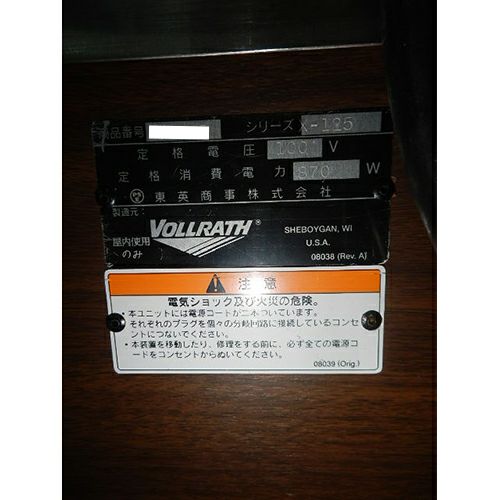 商品番号 シリーズ X-125
定格電圧 100 V
定格消費電力 870 W
東英商事株式会社
製造元:
VOLLRATH®
屋内使用
のみ
SHEBOYGAN, WI
U.S.A.
08038 (Rev. A)
注意
電気ショック及び火災の危険。
・本ユニットには電源コードが二本ついています。
それぞれのプラグを個々の分岐回路に接続しているコンセ
ントにつないでください。
・本装置を移動したり、修理をする前に、必ず全ての電源コ
ードをコンセントからぬいてください。
08039 (Orig.)